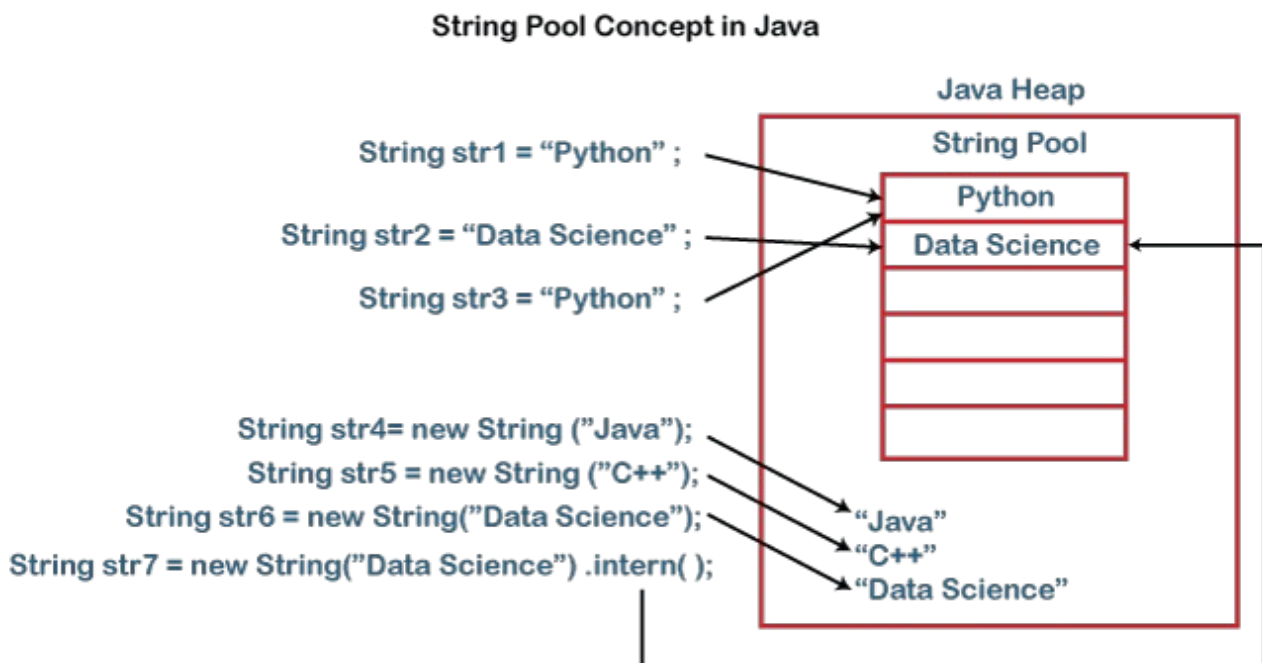 String Pool Concept in Java
Java Heap
String Pool
String str1 = “Python” ;
Python
String str2 = “Data Science” ;
Data Science
String str3 = “Python” ;
String str4= new String (”Java”);
String str5 = new String (”C++”);
String str6 = new String(”Data Science”);
String str7 = new String(”Data Science”) .intern( );
“Java”
“C++”
“Data Science”